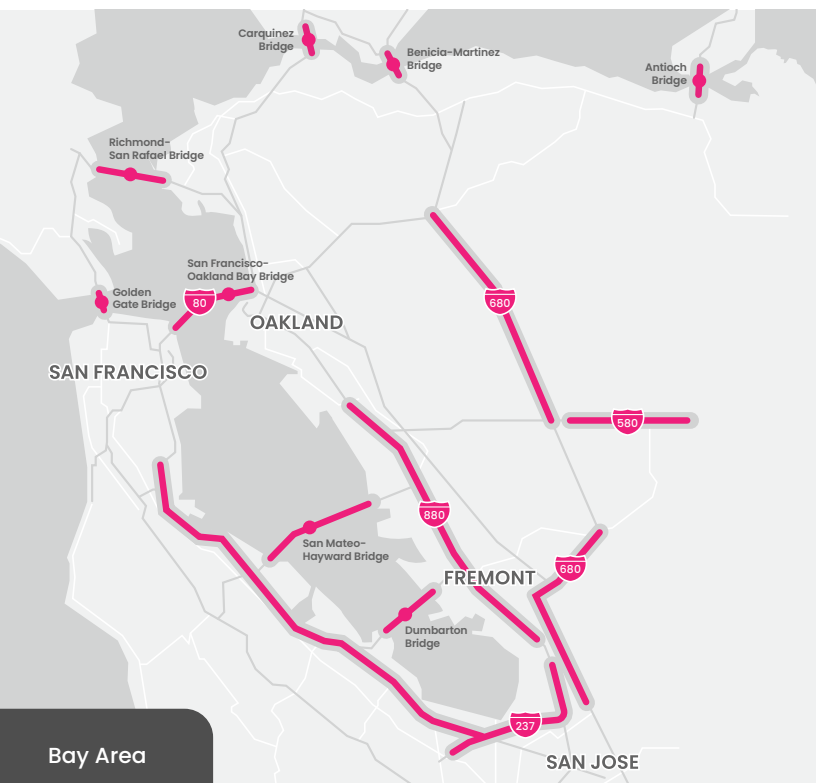 Carquinez
Bridge
Benicia-Martinez
Bridge
Antioch
Bridge
Richmond-
San Rafael Bridge
San Francisco-
Oakland Bay Bridge
Golden
Gate Bridge
80
680
OAKLAND
SAN FRANCISCO
580
880
San Mateo-
Hayward Bridge
680
FREMONT
Dumbarton
Bridge
237
Bay Area
SAN JOSE